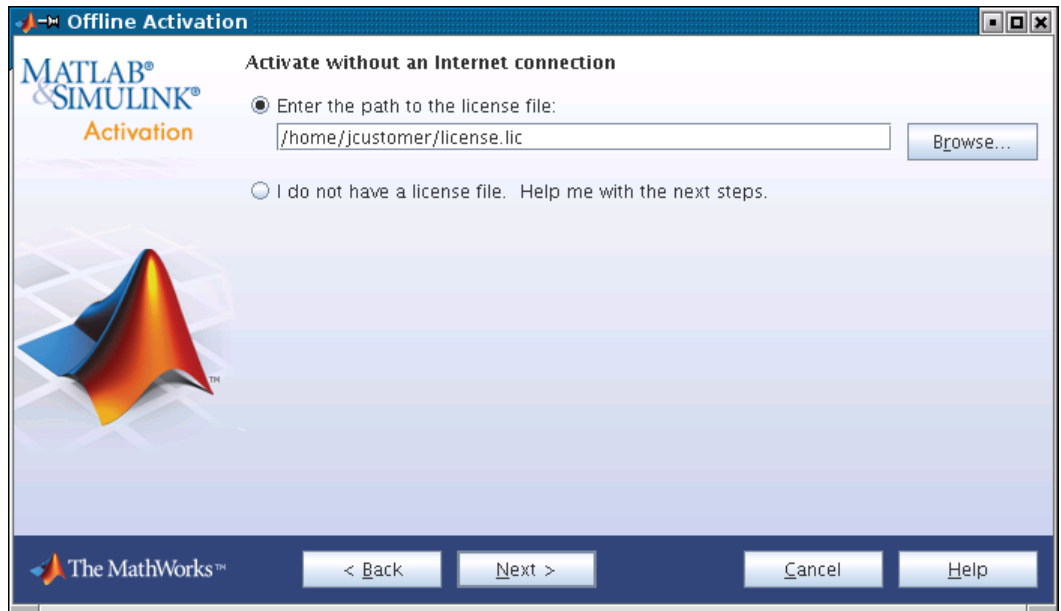 Offline Activation
MATLAB®
&SIMULINK®
Activation
Activate without an Internet connection
Enter the path to the license file:
/home/jcustomer/license.lic
Browse...
I do not have a license file. Help me with the next steps.
TM
The MathWorks™
< Back
Next >
Cancel
Help